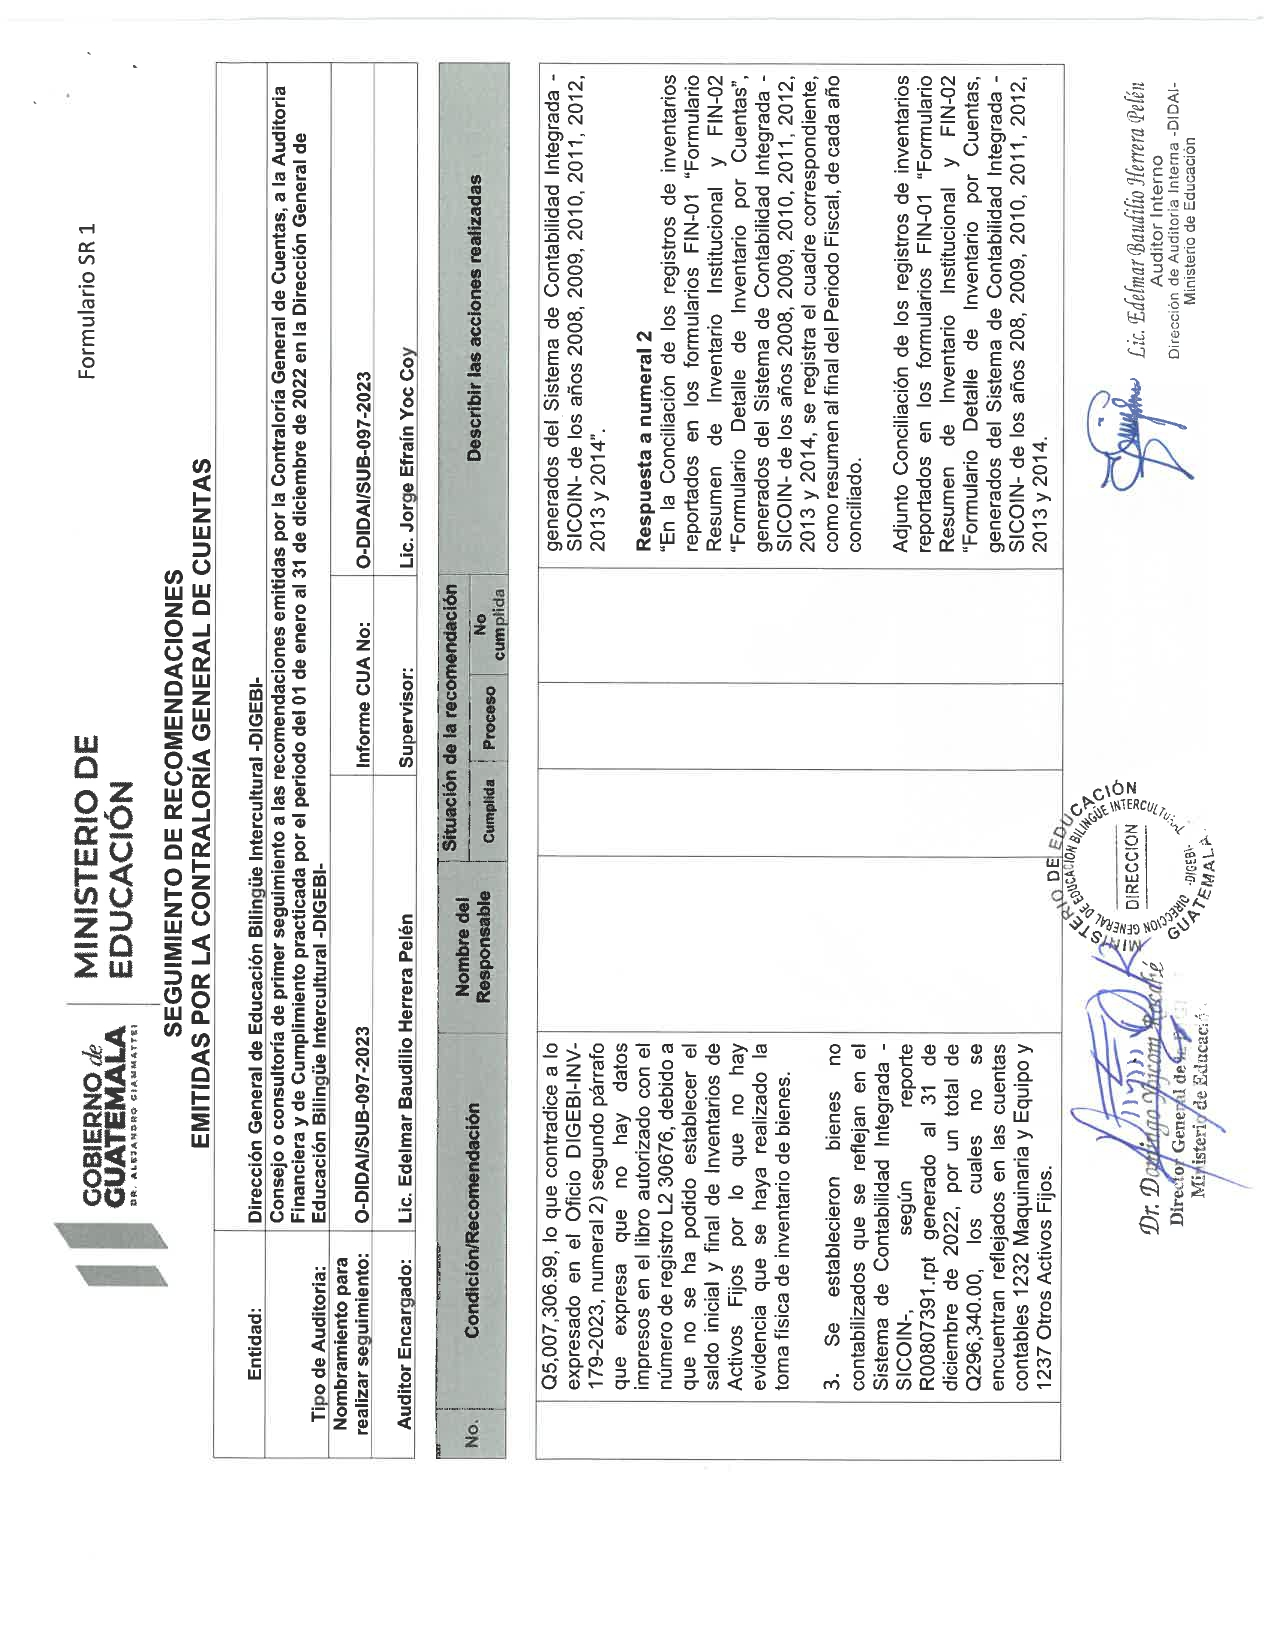 Formulario SR 1
GOBIERNO de
GUATEMALA
DR. ALEJANDRO GIAMMATTEI
MINISTERIO DE
EDUCACIÓN
SEGUIMIENTO DE RECOMENDACIONES
EMITIDAS POR LA CONTRALORÍA GENERAL DE CUENTAS
Entidad:
Dirección General de Educación Bilingüe Intercultural -DIGEBI-
Tipo de Auditoria:
Consejo o consultoría de primer seguimiento a las recomendaciones emitidas por la Contraloría General de Cuentas, a la Auditoria
Financiera y de Cumplimiento practicada por el periodo del 01 de enero al 31 de diciembre de 2022 en la Dirección General de
Educación Bilingüe Intercultural -DIGEBI-
Nombramiento para
realizar seguimiento:
O-DIDAI/SUB-097-2023
Informe CUA No:
O-DIDAI/SUB-097-2023
Auditor Encargado:
Lic. Edelmar Baudilio Herrera Pelén
Supervisor:
Lic. Jorge Efraín Yoc Coy
No.
Condición/Recomendación
Nombre del
Responsable
Situación de la recomendación
Cumplida
Proceso
No
cumplida
Describir las acciones realizadas
Q5,007,306.99, lo que contradice a lo
expresado en el Oficio DIGEBI-INV-
179-2023, numeral 2) segundo párrafo
que expresa que no hay datos
impresos en el libro autorizado con el
número de registro L2 30676, debido a
que no se ha podido establecer el
saldo inicial y final de Inventarios de
Activos Fijos por lo que no hay
evidencia que se haya realizado la
toma física de inventario de bienes.
3. Se establecieron bienes no
contabilizados que se reflejan en el
Sistema de Contabilidad Integrada -
SICOIN-, según reporte
R00807391.rpt generado al 31 de
diciembre de 2022, por un total de
Q296,340.00, los cuales no se
encuentran reflejados en las cuentas
contables 1232 Maquinaria y Equipo y
1237 Otros Activos Fijos.
generados del Sistema de Contabilidad Integrada -
SICOIN- de los años 2008, 2009, 2010, 2011, 2012,
2013 y 2014”.
Respuesta a numeral 2
“En la Conciliación de los registros de inventarios
reportados en los formularios FIN-01 “Formulario
Resumen de Inventario Institucional y FIN-02
“Formulario Detalle de Inventario por Cuentas”,
generados del Sistema de Contabilidad Integrada -
SICOIN- de los años 2008, 2009, 2010, 2011, 2012,
2013 y 2014, se registra el cuadre correspondiente,
como resumen al final del Periodo Fiscal, de cada año
conciliado.
Adjunto Conciliación de los registros de inventarios
reportados en los formularios FIN-01 “Formulario
Resumen de Inventario Institucional y FIN-02
“Formulario Detalle de Inventario por Cuentas,
generados del Sistema de Contabilidad Integrada -
SICOIN- de los años 208, 2009, 2010, 2011, 2012,
2013 y 2014.
Director General de
Ministerio de Educación
MINISTERIO DE EDUCACIÓN
DIRECCION GENERAL DE EDUCACION BILINGÜE INTERCULTURAL
DIRECCION
-DIGEBI-
GUATEMALA
Lic. Edelmar Baudilio Herrera Pelén
Auditor Interno
Dirección de Auditoría Interna -DIDAI-
Ministerio de Educación